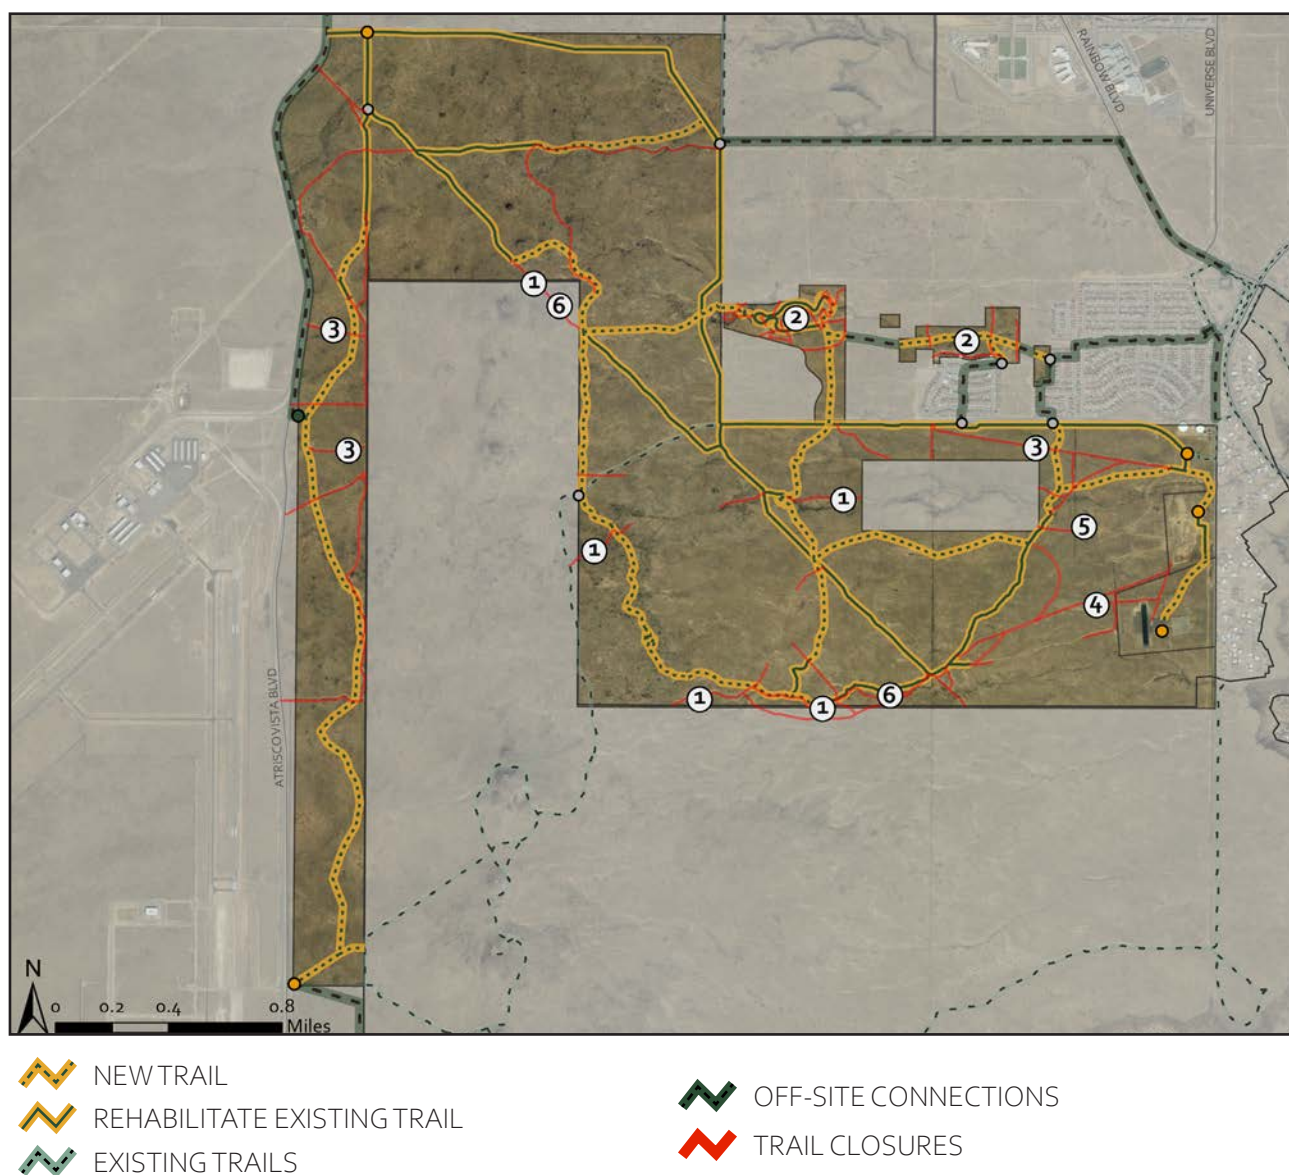 RAINBOW BLVD
UNIVERSE BLVD
1
6
2
2
3
3
3
1
5
1
4
1
1
6
ATRISCOVISTA BLVD
N
0 0.2 0.4 0.8
Miles
NEW TRAIL
REHABILITATE EXISTING TRAIL
EXISTING TRAILS
OFF-SITE CONNECTIONS
TRAIL CLOSURES